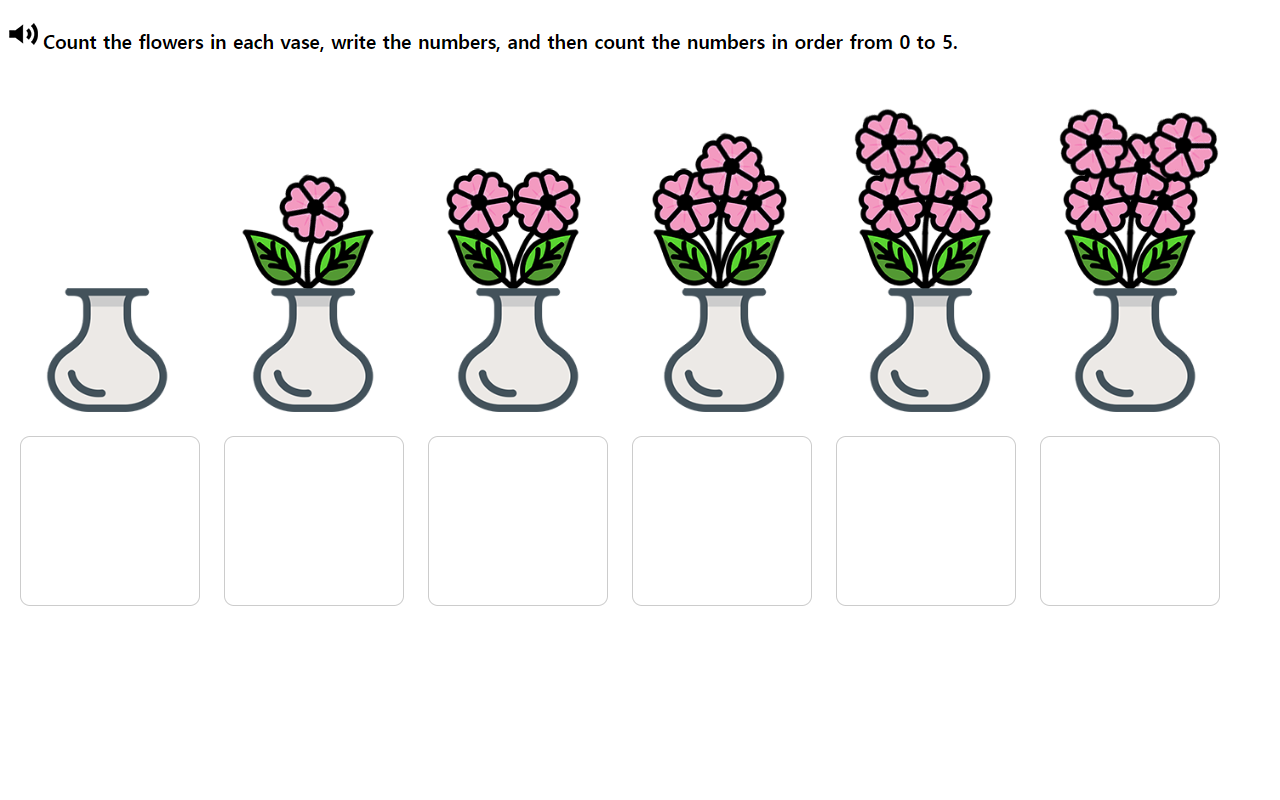 Count the flowers in each vase, write the numbers, and then count the numbers in order from 0 to 5.